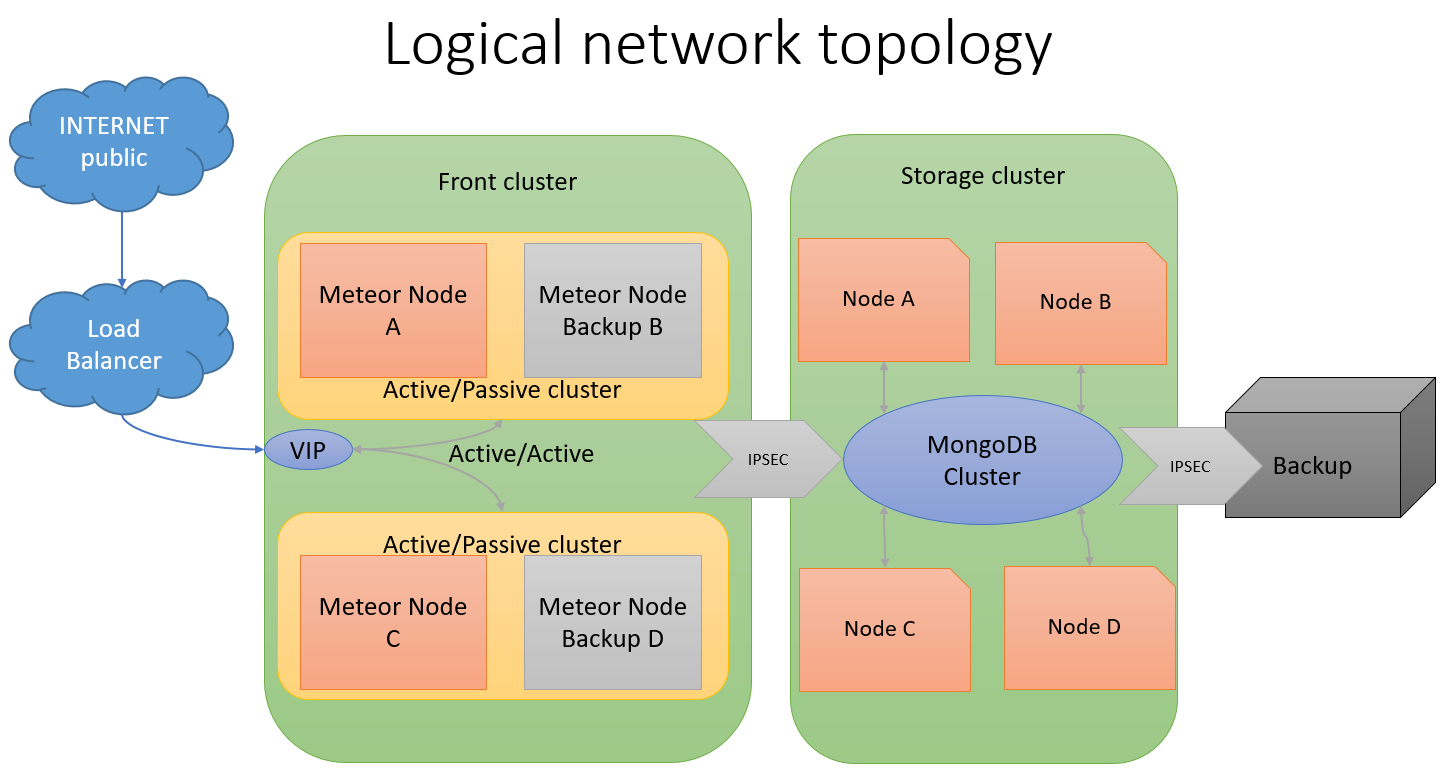 Logical network topology
INTERNET
public
Load
Balancer
Front cluster
Meteor Node
A
Meteor Node
Backup B
Active/Passive cluster
VIP
Active/Active
Active/Passive cluster
Meteor Node
C
Meteor Node
Backup D
IPSEC
Storage cluster
Node A
Node B
MongoDB
Cluster
Node C
Node D
IPSEC
Backup